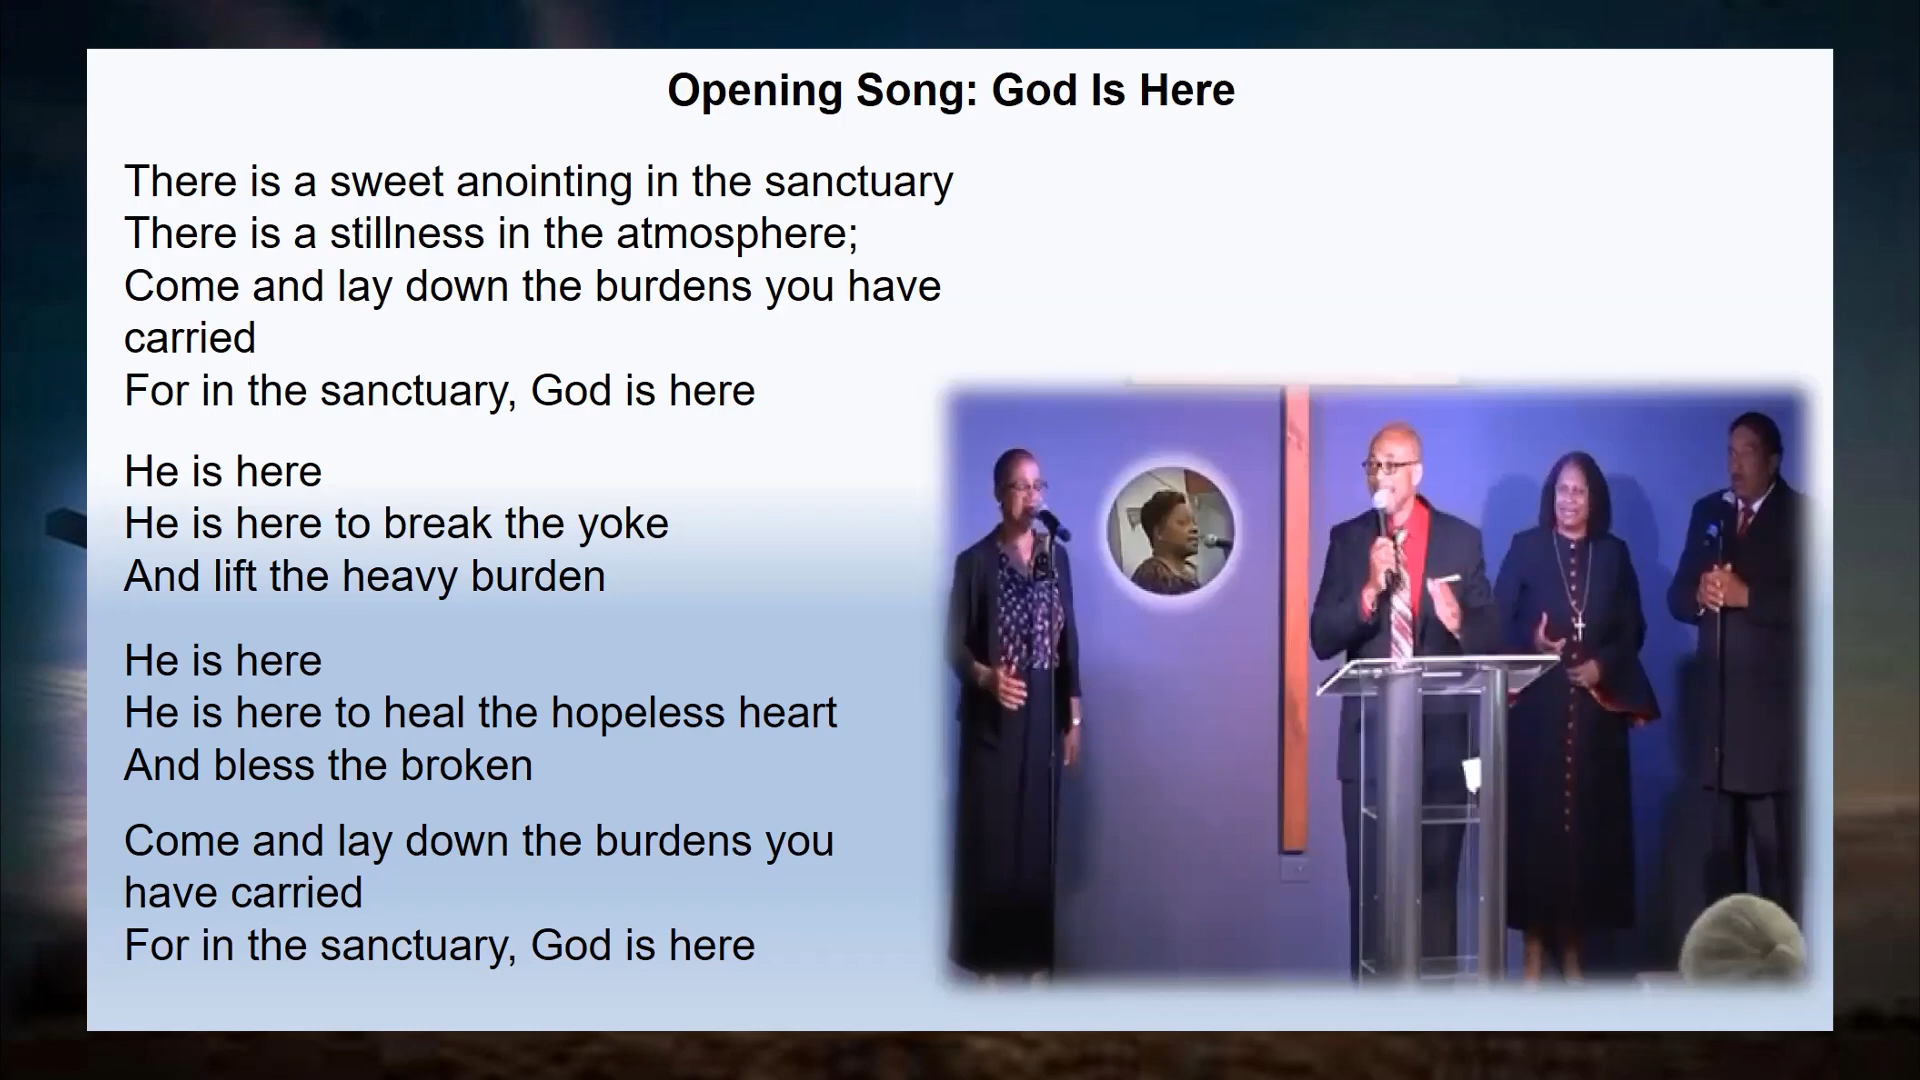 Opening Song: God Is Here
There is a sweet anointing in the sanctuary
There is a stillness in the atmosphere;
Come and lay down the burdens you have
carried
For in the sanctuary, God is here
He is here
He is here to break the yoke
And lift the heavy burden
He is here
He is here to heal the hopeless heart
And bless the broken
Come and lay down the burdens you
have carried
For in the sanctuary, God is here